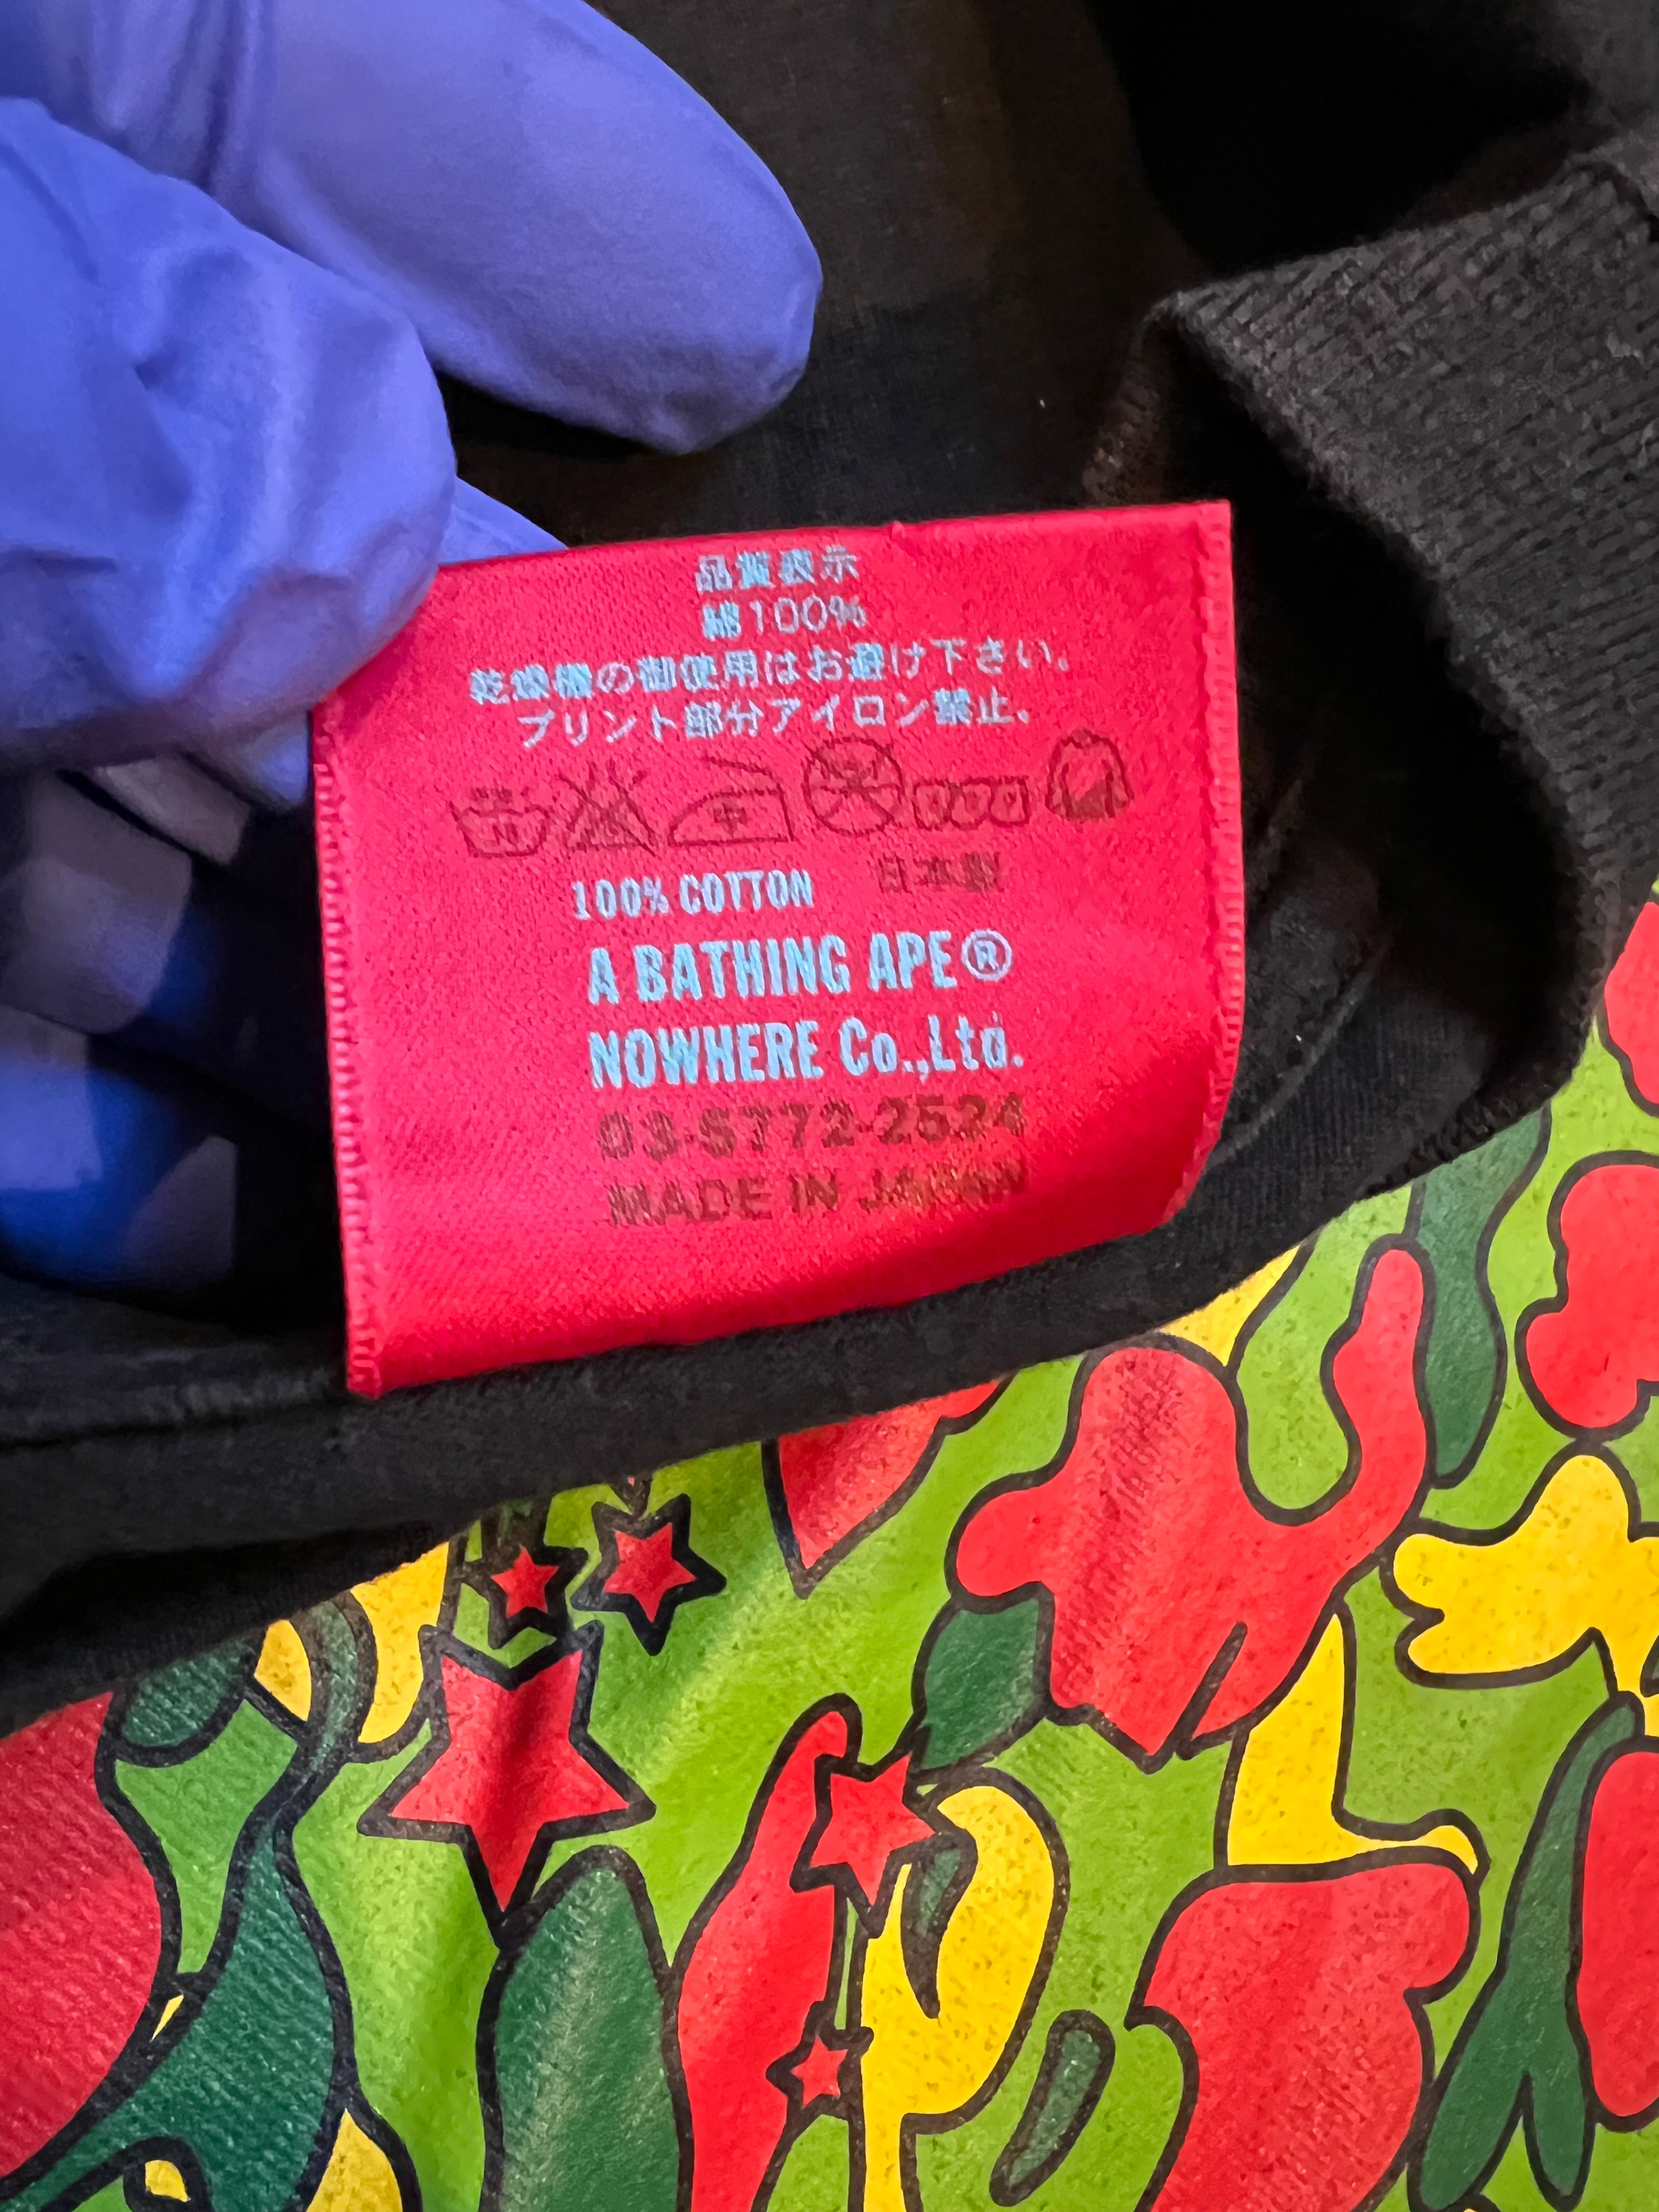 品質表示
綿100%
乾燥機の御使用はお避け下さい。
プリント部分アイロン禁止。
中
100% COTTON 日本製
A BATHING APE®
NOWHERE Co.,Ltd.
03-5772-2524
MADE IN JAPAN